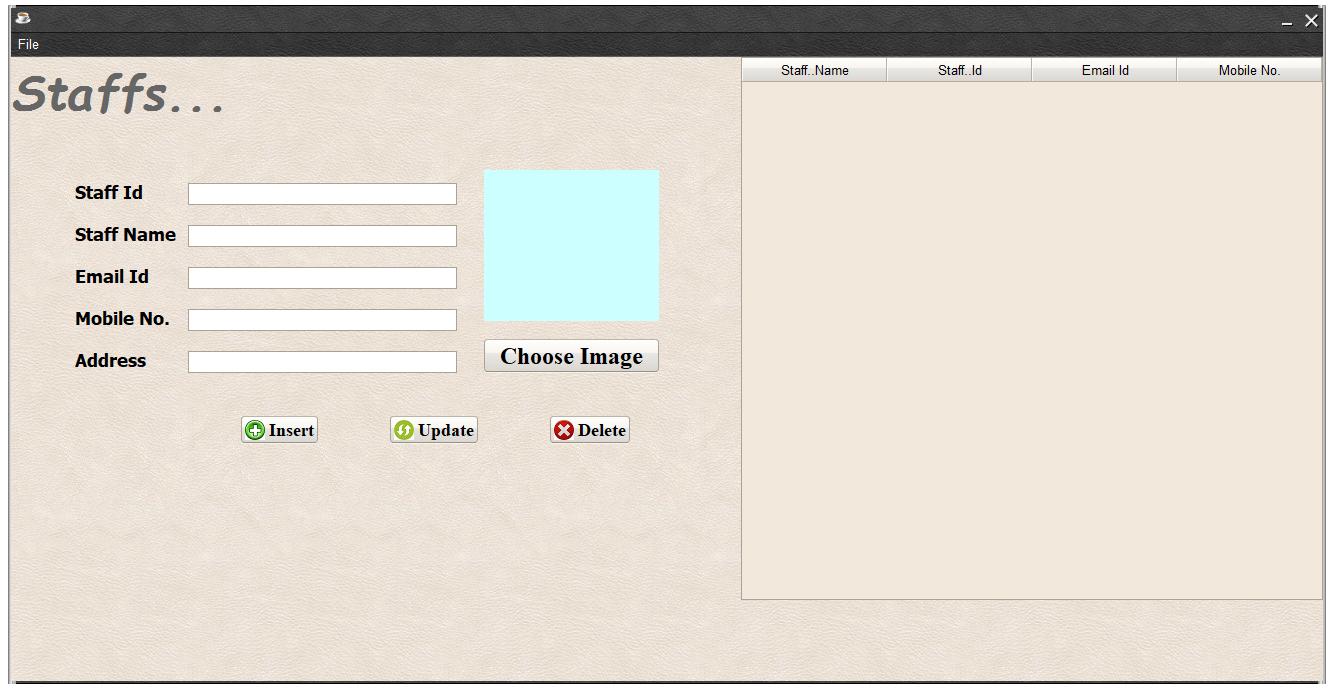 File
Staffs...
Staff..Name Staff..Id Email Id Mobile No.
Staff Id
Staff Name
Email Id
Mobile No.
Address
Choose Image
Insert Update Delete